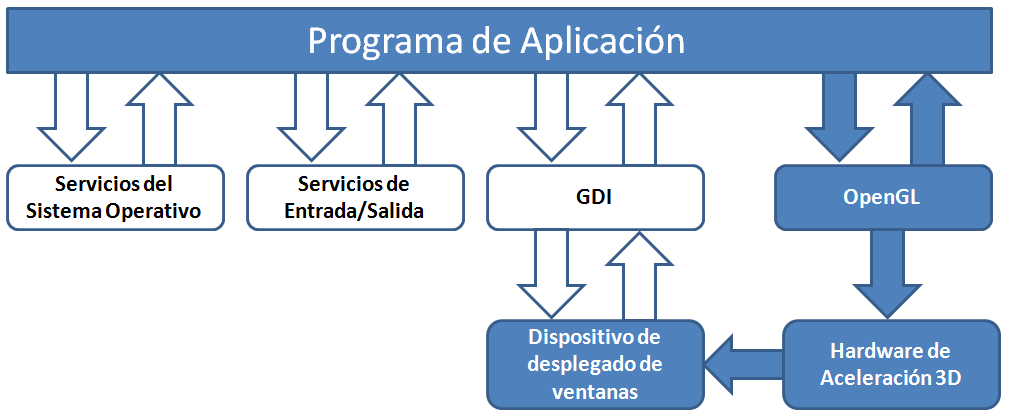 Programa de Aplicación
Servicios del
Sistema Operativo
Servicios de
Entrada/Salida
GDI
OpenGL
Dispositivo de
desplegado de
ventanas
Hardware de
Aceleración 3D